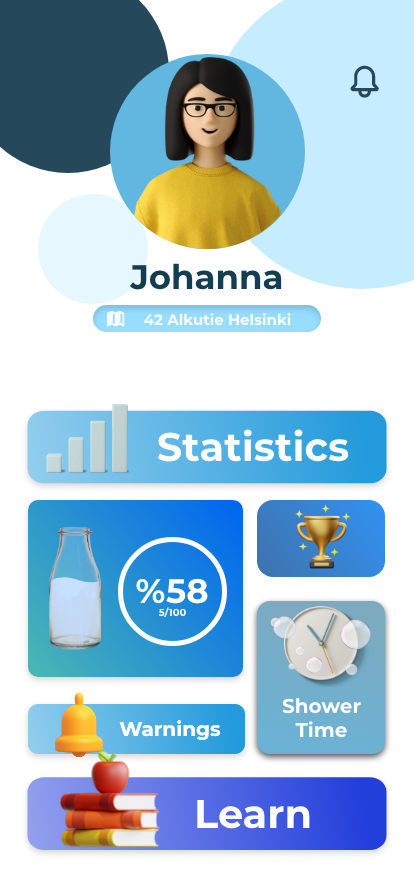 Johanna
42 Alkutie Helsinki
Statistics
%58
5/100
Warnings
Shower
Time
Learn